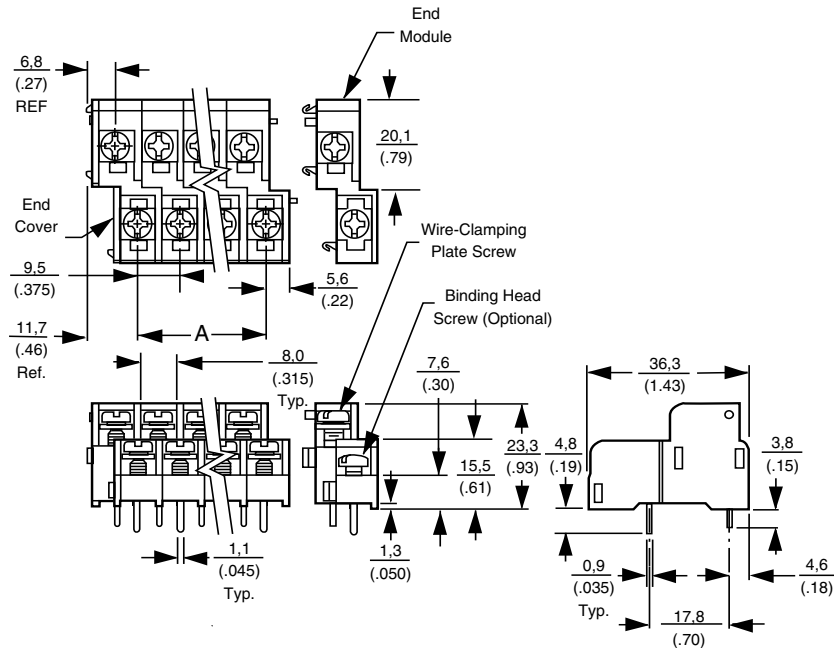 End
Module
6,8
(.27)
REF
20,1
(.79)
End
Cover
Wire-Clamping
Plate Screw
9,5
(.375)
5,6
(.22)
Binding Head
Screw (Optional)
11,7
(.46)
Ref.
A
8,0
(.315)
Typ.
7,6
(.30)
36,3
(1.43)
23,3
(.93)
4,8
(.19)
3,8
(.15)
15,5
(.61)
1,1
(.045)
Typ.
1,3
(.050)
0,9
(.035)
Typ.
4,6
(.18)
17,8
(.70)